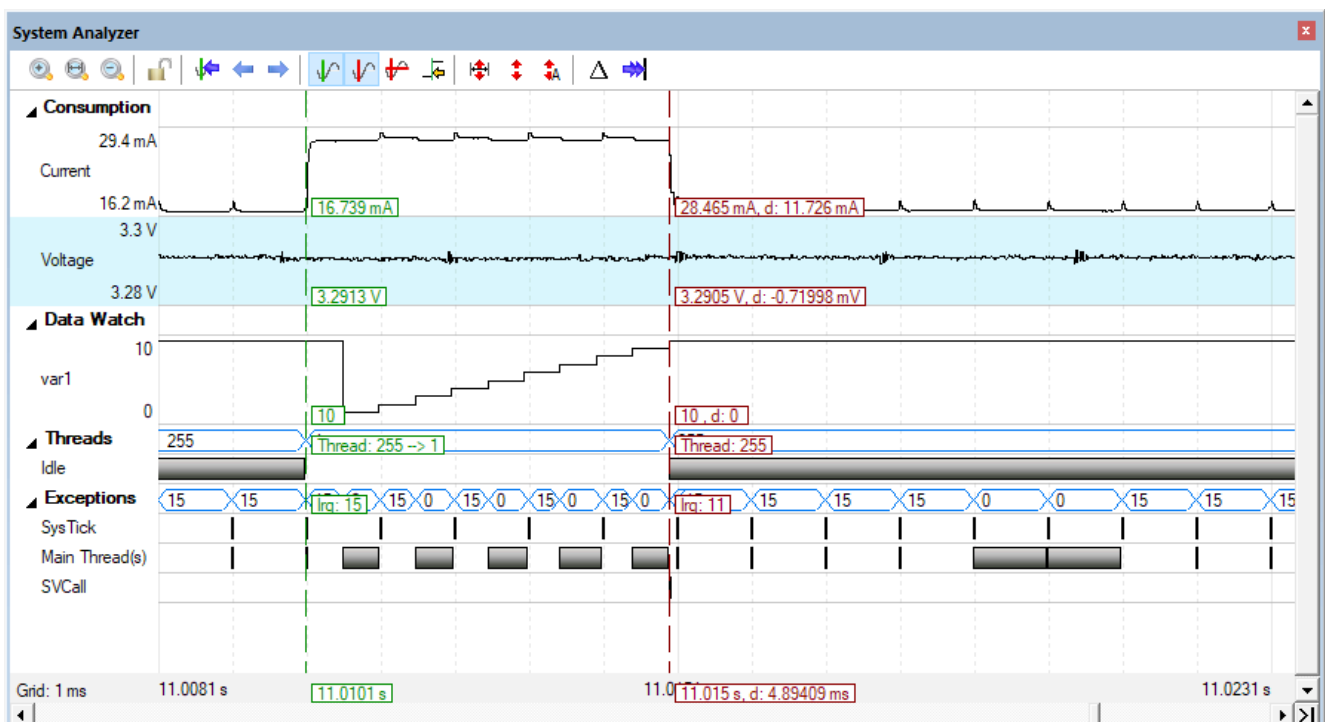 System Analyzer
Consumption
29.4 mA
Current
16.2 mA
16.739 mA
28.465 mA, d: 11.726 mA
3.3 V
Voltage
3.28 V
3.2913 V
3.2905 V, d: -0.71998 mV
Data Watch
10
var1
0
10
10 , d: 0
Threads
255
Thread: 255 --> 1
Thread: 255
Idle
Exceptions
15 15 Irq: 15 15 0 15 0 15 0 15 0 Irq: 11 15 15 15 0 0 15 15 15
SysTick
Main Thread(s)
SVCall
Grid: 1 ms 11.0081 s 11.0101 s 11.015 s, d: 4.89409 ms 11.0231 s